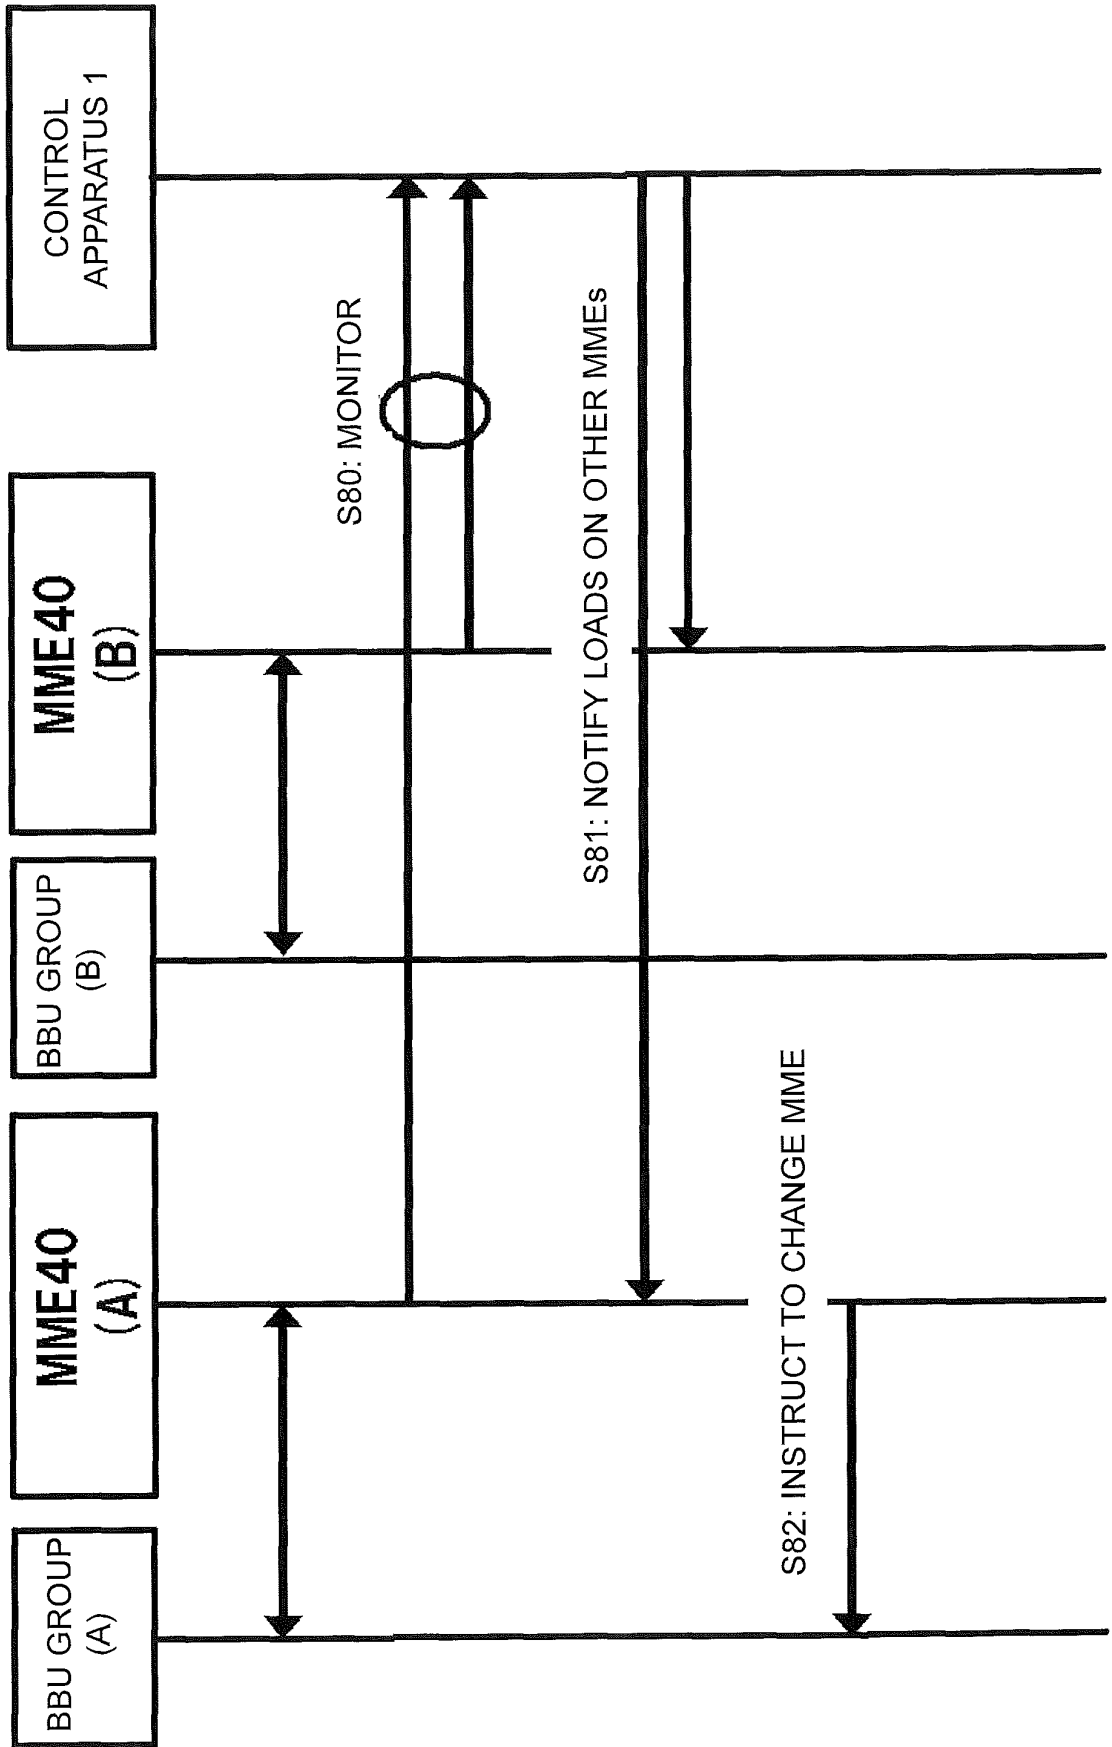 BBU GROUP
(A)
MME40
(A)
BBU GROUP
(B)
MME40
(B)
CONTROL
APPARATUS 1
S80: MONITOR
S81: NOTIFY LOADS ON OTHER MMEs
S82: INSTRUCT TO CHANGE MME